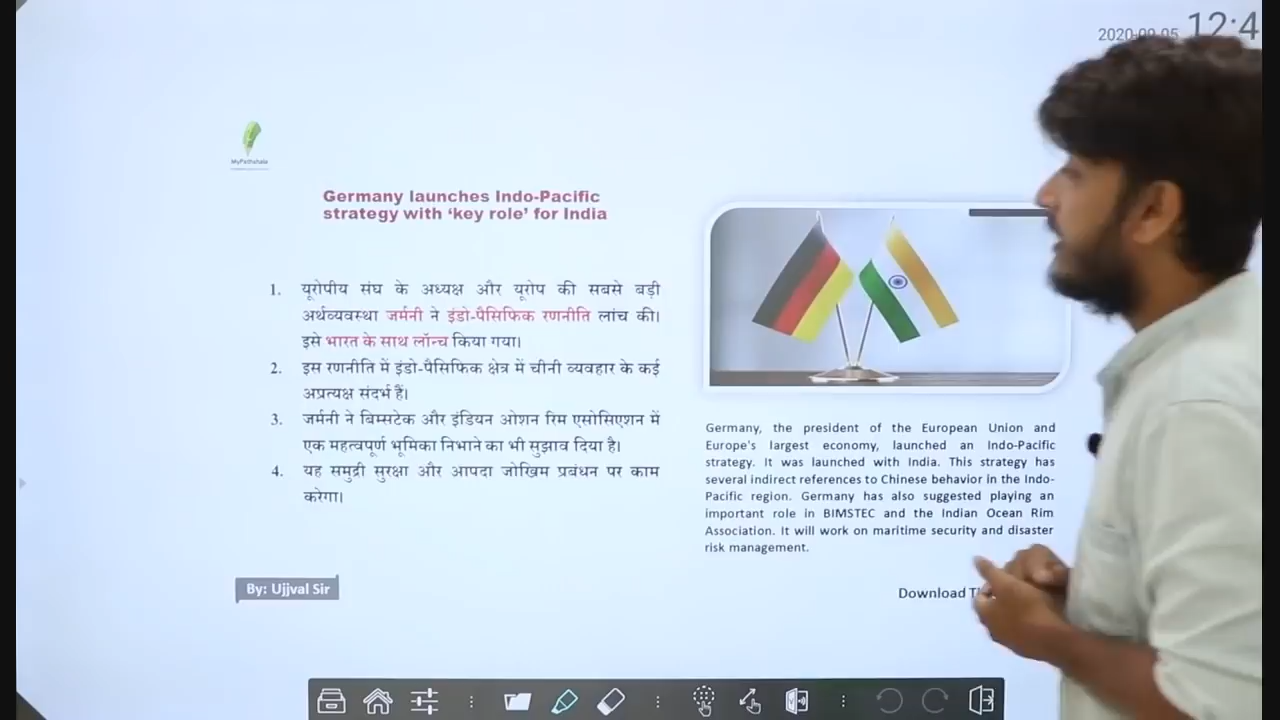 2020-09-05 12:4
MyPathshala
Germany launches Indo-Pacific
strategy with ‘key role’ for India
1. यूरोपीय संघ के अध्यक्ष और यूरोप की सबसे बड़ी
अर्थव्यवस्था जर्मनी ने इंडो-पैसिफिक रणनीति लांच की।
इसे भारत के साथ लॉन्च किया गया।
2. इस रणनीति में इंडो-पैसिफिक क्षेत्र में चीनी व्यवहार के कई
अप्रत्यक्ष संदर्भ हैं।
3. जर्मनी ने बिम्सटेक और इंडियन ओशन रिम एसोसिएशन में
एक महत्वपूर्ण भूमिका निभाने का भी सुझाव दिया है।
4. यह समुद्री सुरक्षा और आपदा जोखिम प्रबंधन पर काम
करेगा।
Germany, the president of the European Union and
Europe's largest economy, launched an Indo-Pacific
strategy. It was launched with India. This strategy has
several indirect references to Chinese behavior in the Indo-
Pacific region. Germany has also suggested playing an
important role in BIMSTEC and the Indian Ocean Rim
Association. It will work on maritime security and disaster
risk management.
By: Ujjval Sir
Download